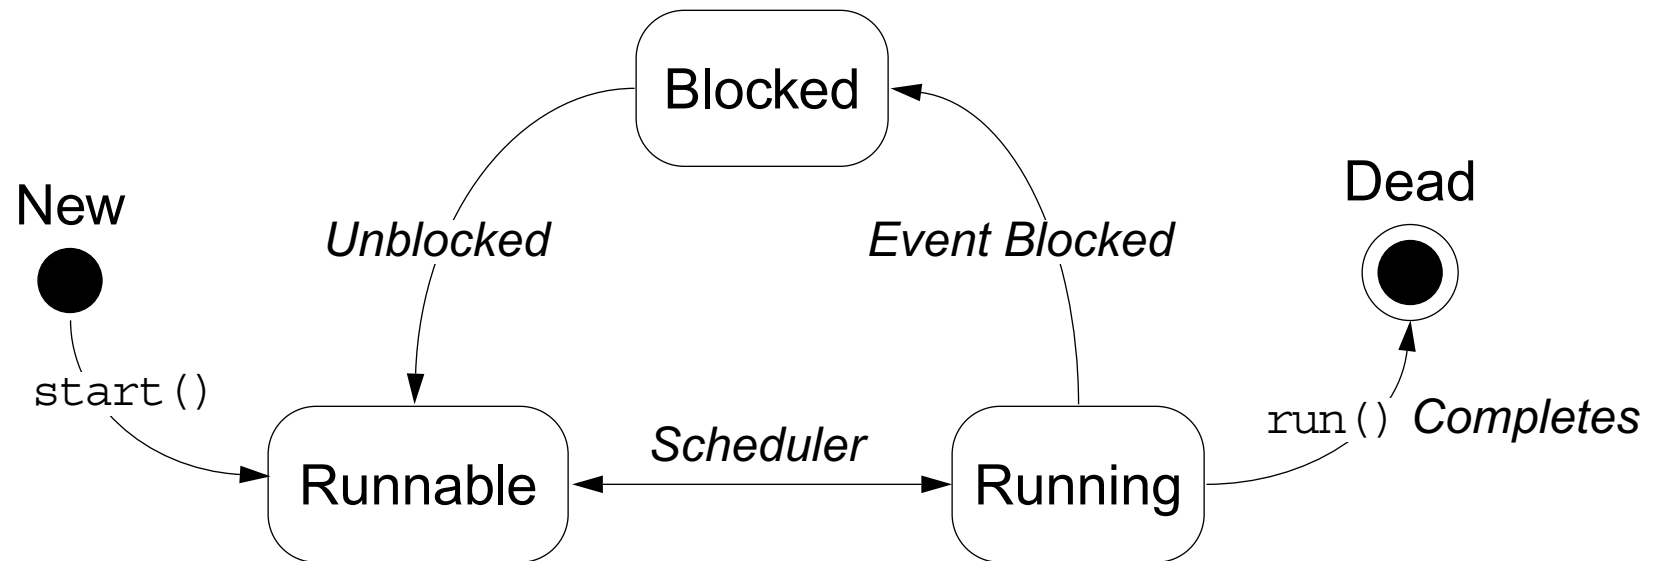 Blocked
New
Dead
Unblocked
Event Blocked
start()
run() Completes
Scheduler
Runnable
Running